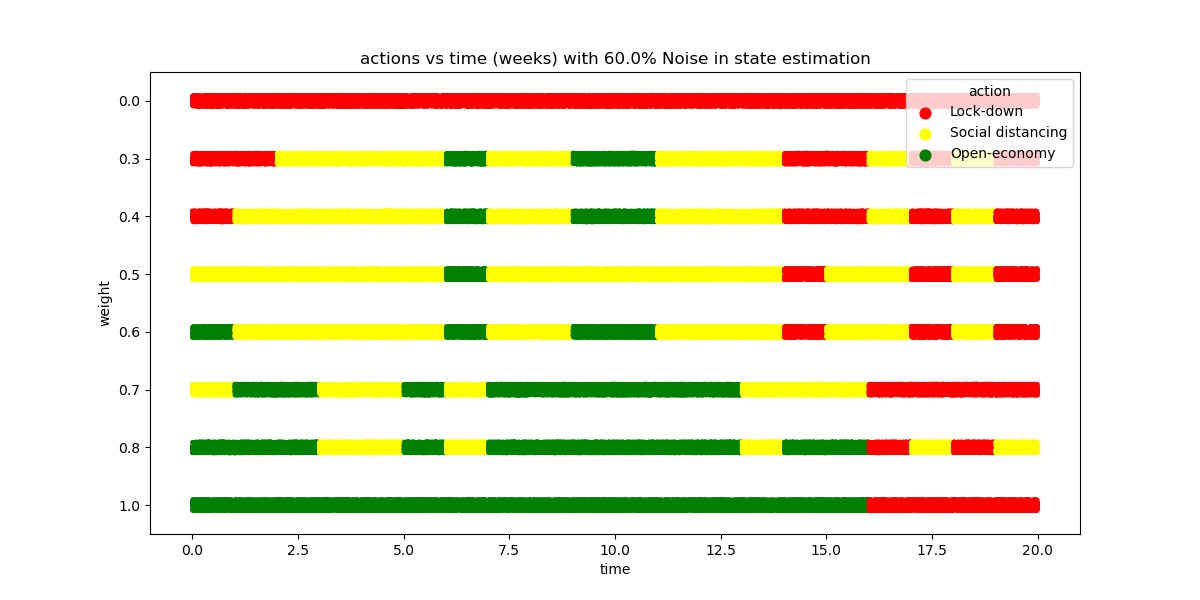 actions vs time (weeks) with 60.0% Noise in state estimation
action
Lock-down
Social distancing
Open-economy
weight
0.0
0.3
0.4
0.5
0.6
0.7
0.8
1.0
0.0 2.5 5.0 7.5 10.0 12.5 15.0 17.5 20.0
time